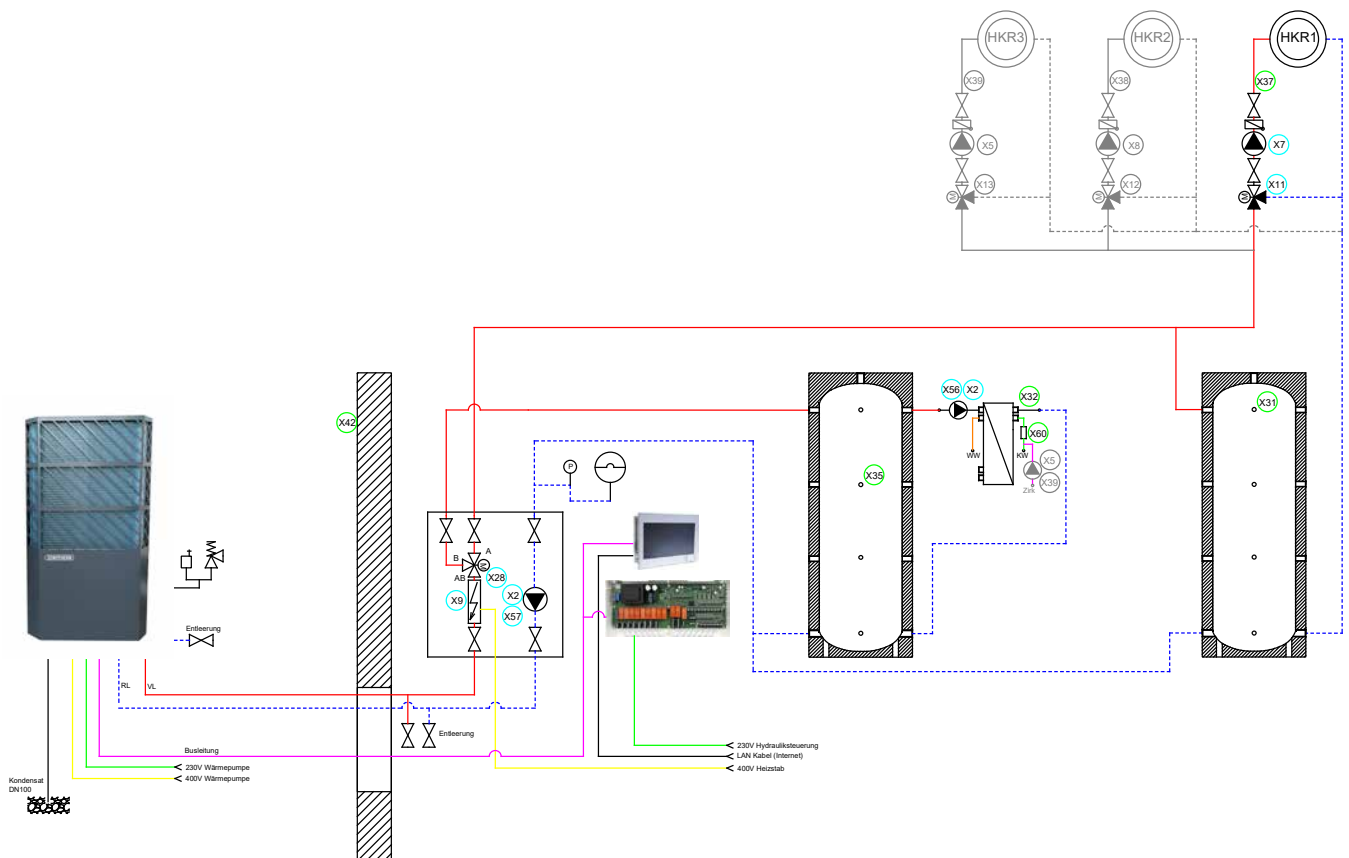 HKR3
HKR2
HKR1
X39
X38
X37
X5
X8
X7
X13
X12
X11
M
M
M
X42
X56
X2
X32
X31
X60
WW
KW
X5
X39
Zirk
X35
P
A
B
M
AB
X28
X9
X2
X57
Entleerung
RL
VL
Entleerung
Busleitung
230V Wärmepumpe
400V Wärmepumpe
Kondensat
DN100
230V Hydrauliksteuerung
LAN Kabel (Internet)
400V Heizstab